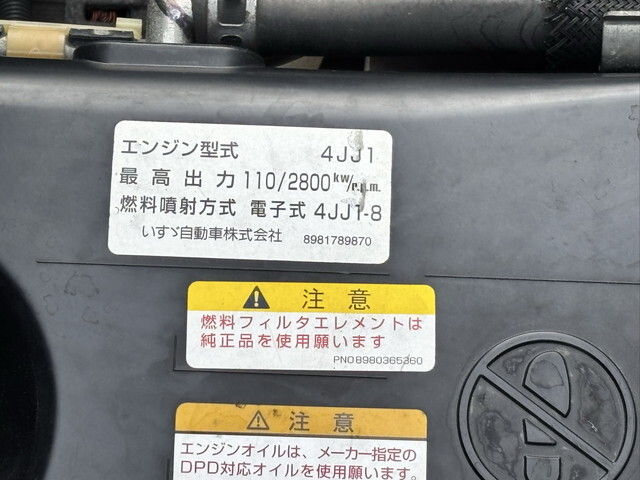 エンジン型式 4JJ1
最高出力 110/2800kw/r.p.m.
燃料噴射方式 電子式 4JJ1-8
いすゞ自動車株式会社 8981789870
注意
燃料フィルタエレメントは
純正品を使用願います
PNO8980365260
注意
エンジンオイルは、メーカー指定の
DPD対応オイルを使用願います。